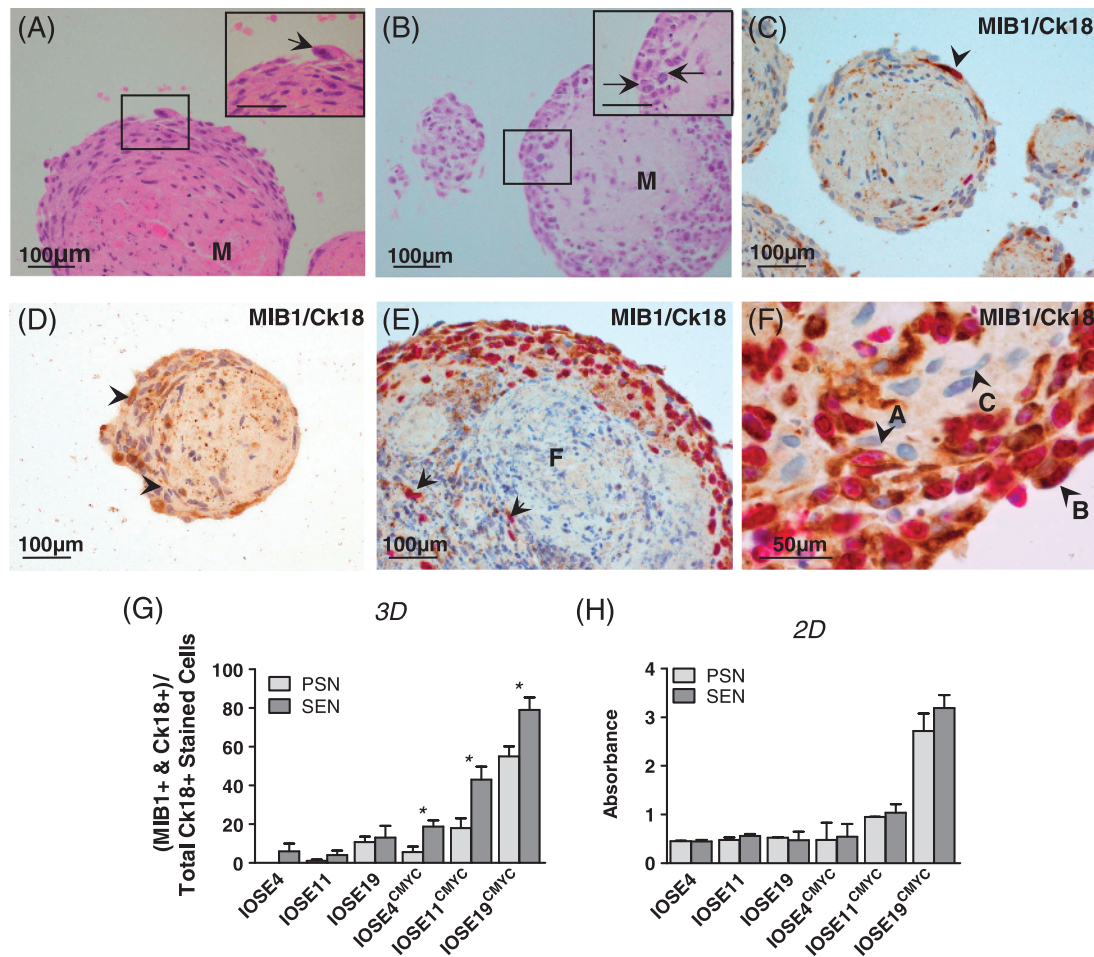 (A)
M
100µm
(B)
M
100µm
(C)
MIB1/Ck18
100µm
(D)
MIB1/Ck18
100µm
(E)
MIB1/Ck18
F
100µm
(F)
MIB1/Ck18
A
C
B
50µm
(G)
3D
(MIB1+ & Ck18+)/
Total Ck18+ Stained Cells
100
80
60
40
20
0
PSN
SEN
*
*
*
IOSE4
IOSE11
IOSE19
IOSE4CMYC
IOSE11CMYC
IOSE19CMYC
(H)
2D
Absorbance
4
3
2
1
0
PSN
SEN
IOSE4
IOSE11
IOSE19
IOSE4CMYC
IOSE11CMYC
IOSE19CMYC